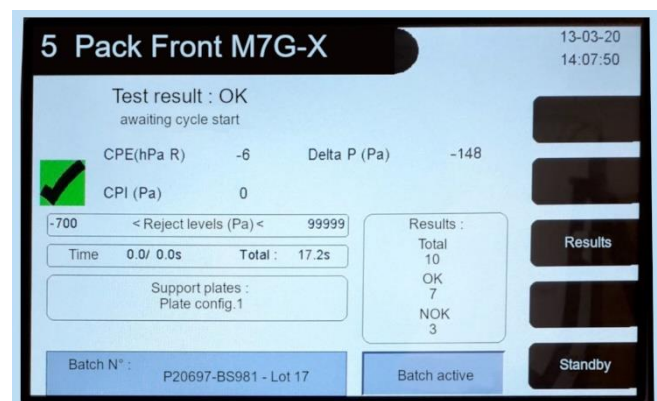 5 Pack Front M7G-X
13-03-20
14:07:50
Test result : OK
awaiting cycle start
CPE(hPa R) -6 Delta P (Pa) -148
CPI (Pa) 0
-700 < Reject levels (Pa) < 99999
Time 0.0/ 0.0s Total : 17.2s
Support plates :
Plate config.1
Results :
Total
10
OK
7
NOK
3
Results
Batch N° :
P20697-BS981 - Lot 17
Batch active
Standby